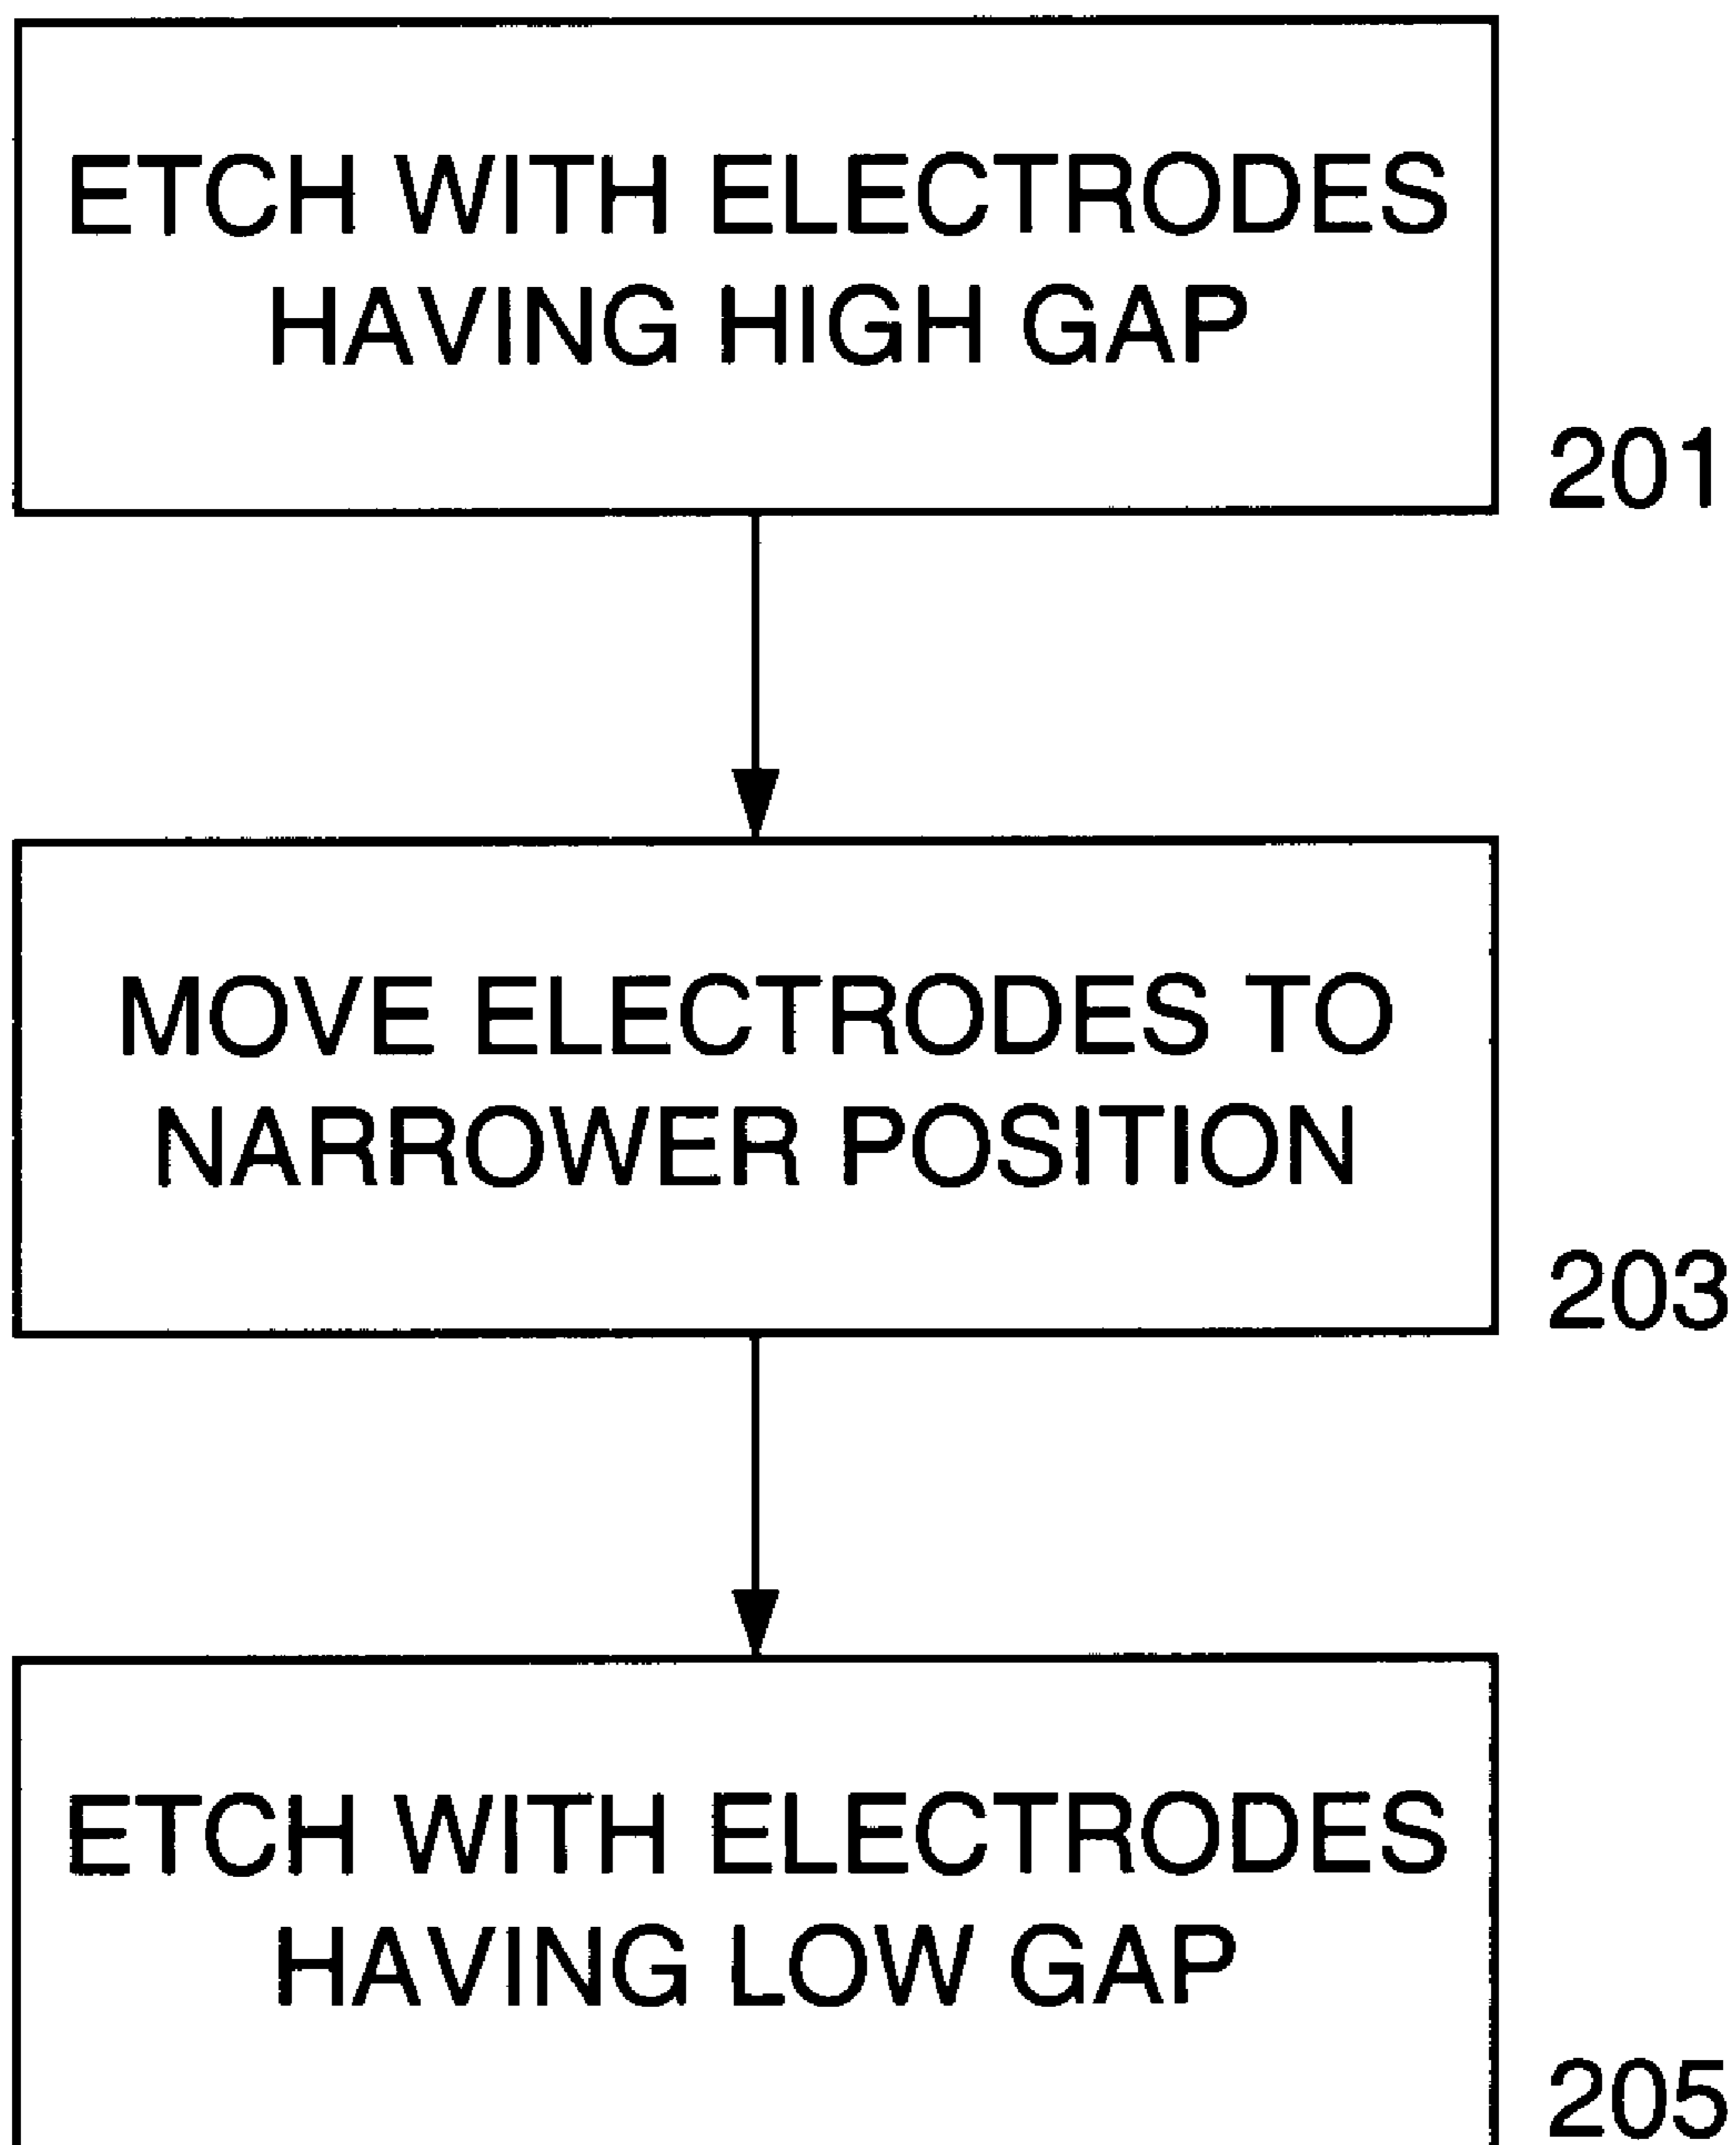 ETCH WITH ELECTRODES
HAVING HIGH GAP
201
MOVE ELECTRODES TO
NARROWER POSITION
203
ETCH WITH ELECTRODES
HAVING LOW GAP
205